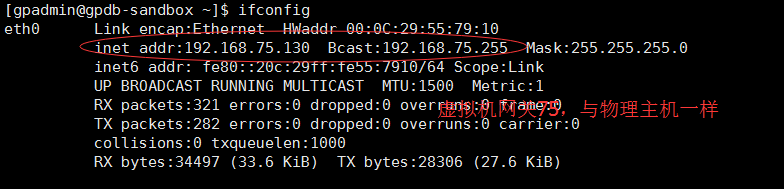 [gpadmin@gpdb-sandbox ~]$ ifconfig
eth0      Link encap:Ethernet  HWaddr 00:0C:29:55:79:10
          inet addr:192.168.75.130  Bcast:192.168.75.255  Mask:255.255.255.0
          inet6 addr: fe80::20c:29ff:fe55:7910/64 Scope:Link
          UP BROADCAST RUNNING MULTICAST  MTU:1500  Metric:1
          RX packets:321 errors:0 dropped:0 overruns:0 frame:0
虚拟机网关75，与物理主机一样
          TX packets:282 errors:0 dropped:0 overruns:0 carrier:0
          collisions:0 txqueuelen:1000
          RX bytes:34497 (33.6 KiB)  TX bytes:28306 (27.6 KiB)